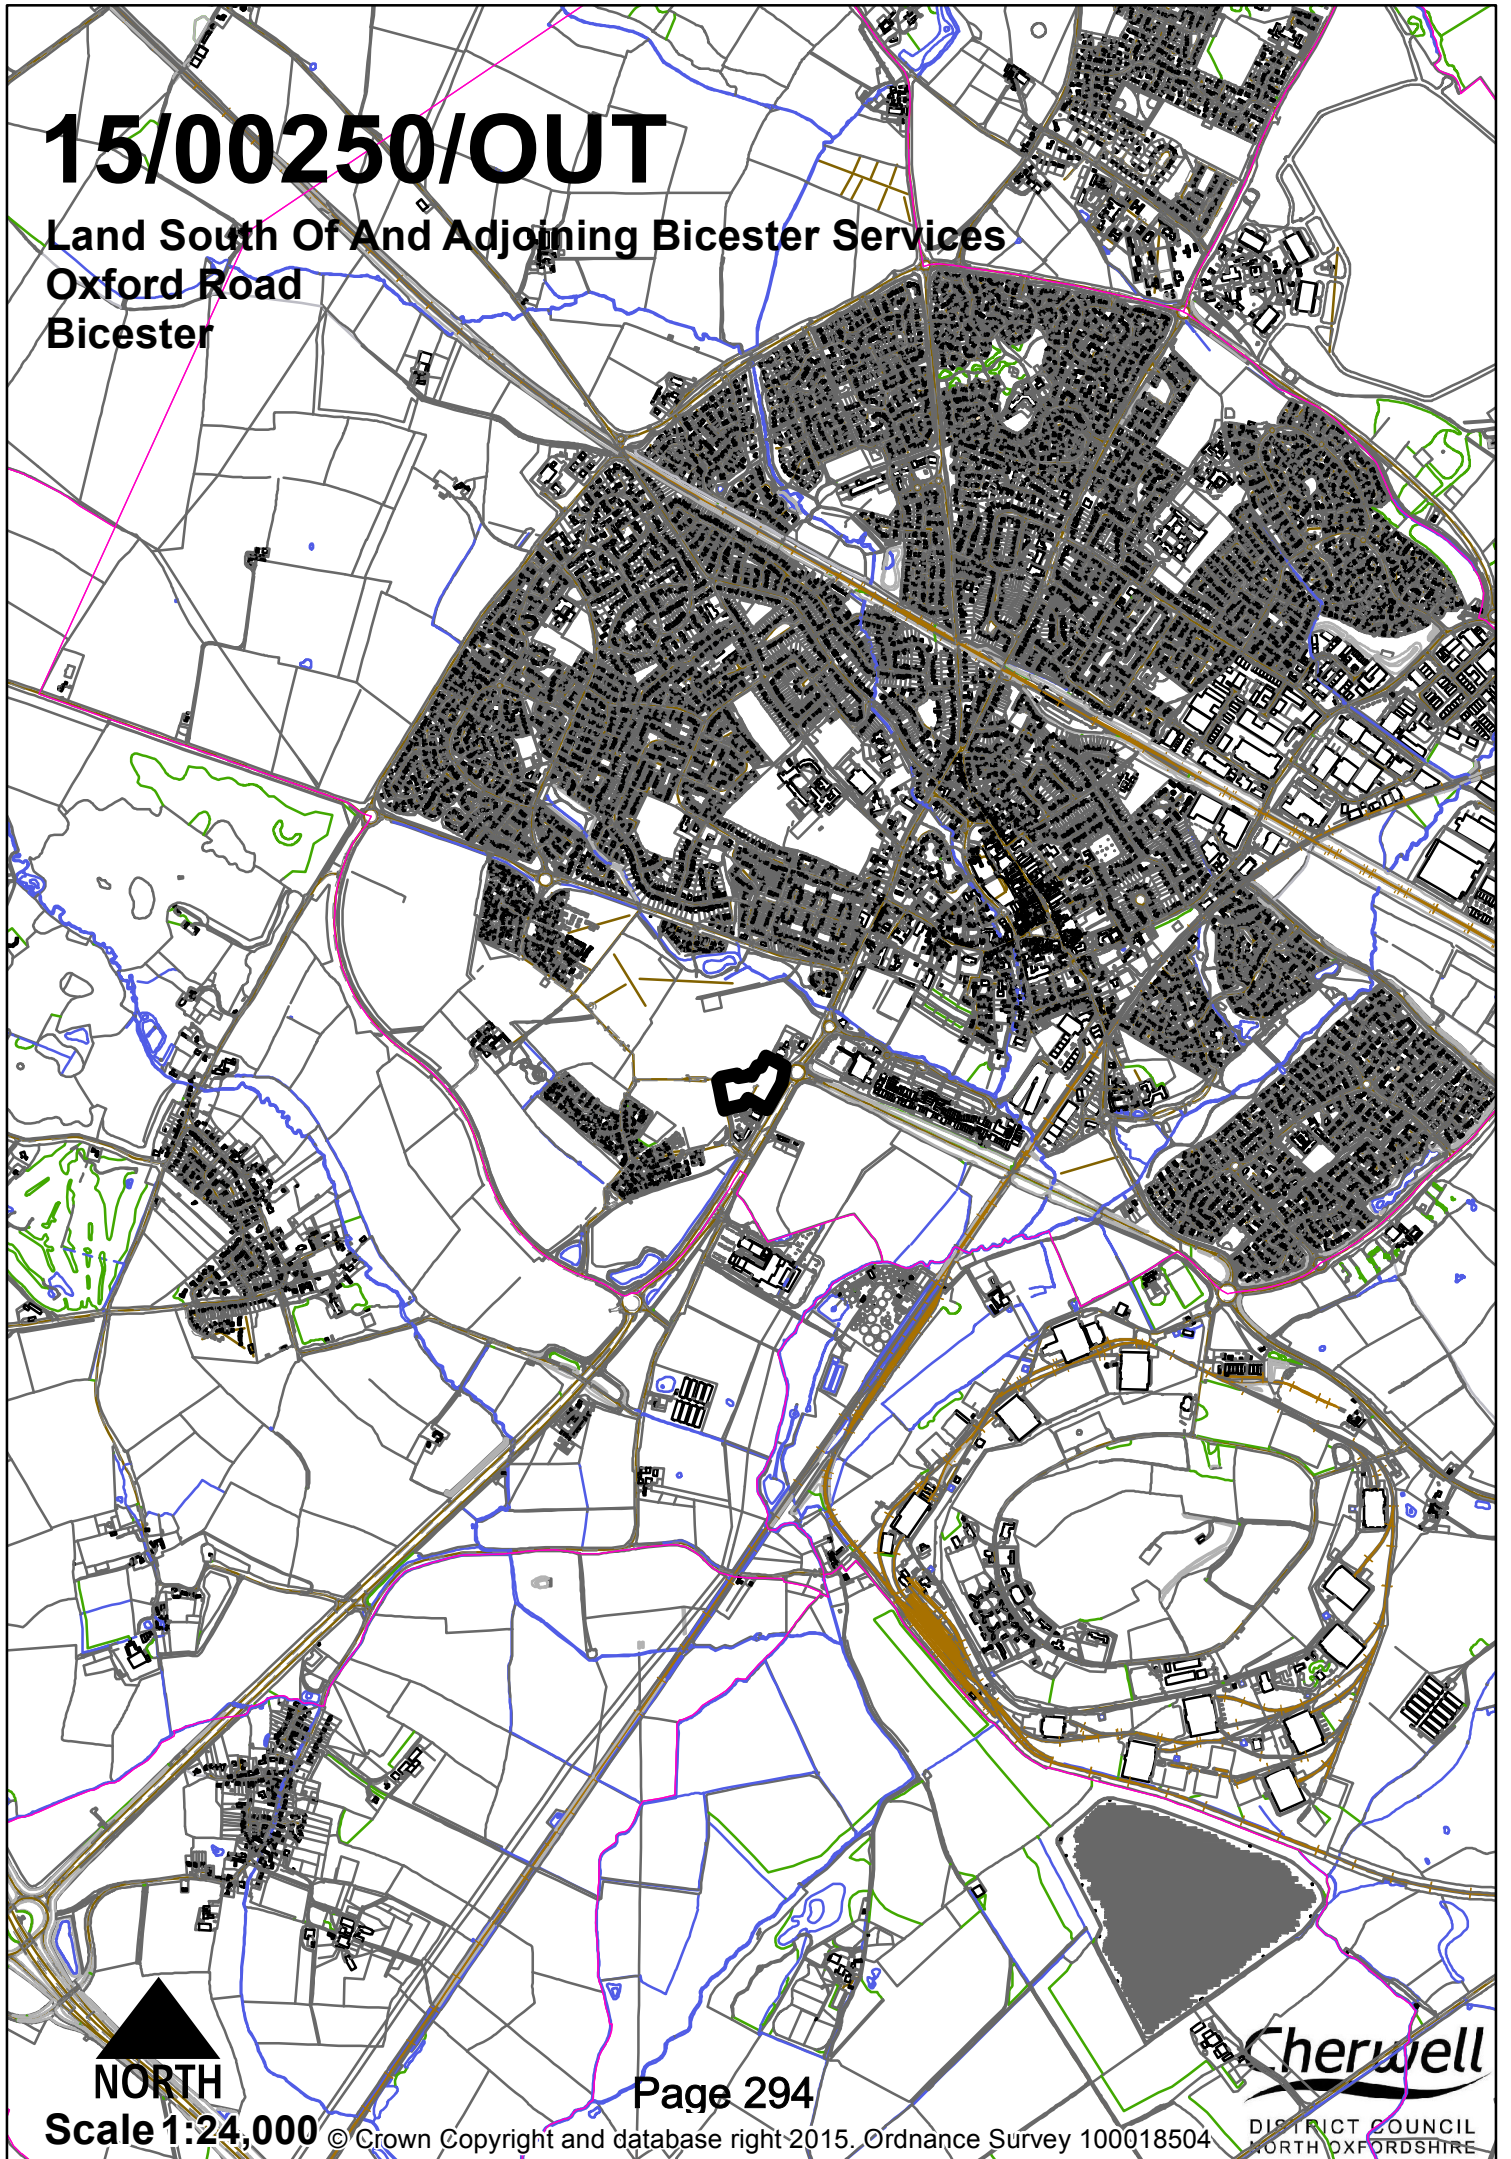 15/00250/OUT
Land South Of And Adjoining Bicester Services
Oxford Road
Bicester
NORTH
Scale 1:24,000
Page 294
© Crown Copyright and database right 2015. Ordnance Survey 100018504
Cherwell
DISTRICT COUNCIL
NORTH OXFORDSHIRE